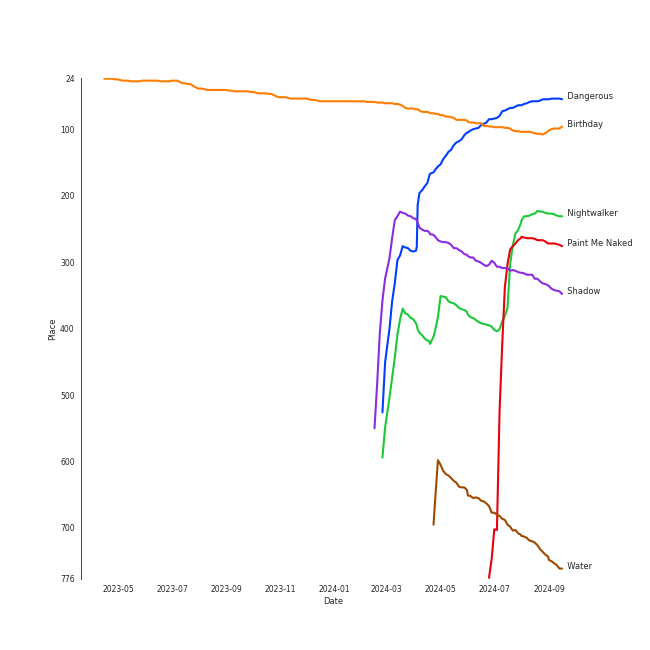 24
100
200
300
400
500
600
700
776
Place
2023-05
2023-07
2023-09
2023-11
2024-01
2024-03
2024-05
2024-07
2024-09
Date
Dangerous
Birthday
Nightwalker
Paint Me Naked
Shadow
Water